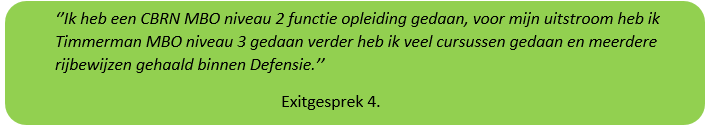 ‘’Ik heb een CBRN MBO niveau 2 functie opleiding gedaan, voor mijn uitstroom heb ik
Timmerman MBO niveau 3 gedaan verder heb ik veel cursussen gedaan en meerdere
rijbewijzen gehaald binnen Defensie.’’
Exitgesprek 4.